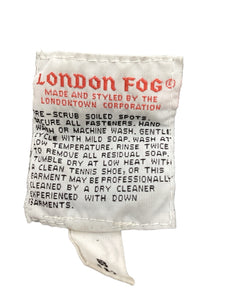 LONDON FOG®
MADE AND STYLED BY THE
LONDONTOWN CORPORATION
RE-SCRUB SOILED SPOTS.
CURE ALL FASTENERS. HAND
WASH OR MACHINE WASH. GENTLE
CYCLE WITH MILD SOAP. WASH AT
LOW TEMPERATURE. RINSE TWICE
TO REMOVE ALL RESIDUAL SOAP.
TUMBLE DRY AT LOW HEAT WITH
A CLEAN TENNIS SHOE, OR THIS
GARMENT MAY BE PROFESSIONALLY
CLEANED BY A DRY CLEANER
EXPERIENCED WITH DOWN
GARMENTS.